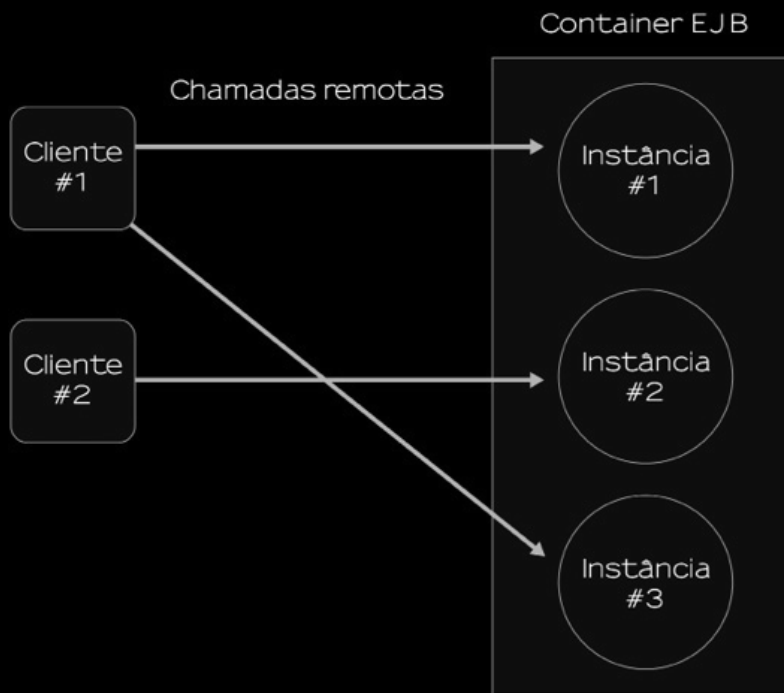 Container EJB
Chamadas remotas
Cliente
#1
Instância
#1
Cliente
#2
Instância
#2
Instância
#3